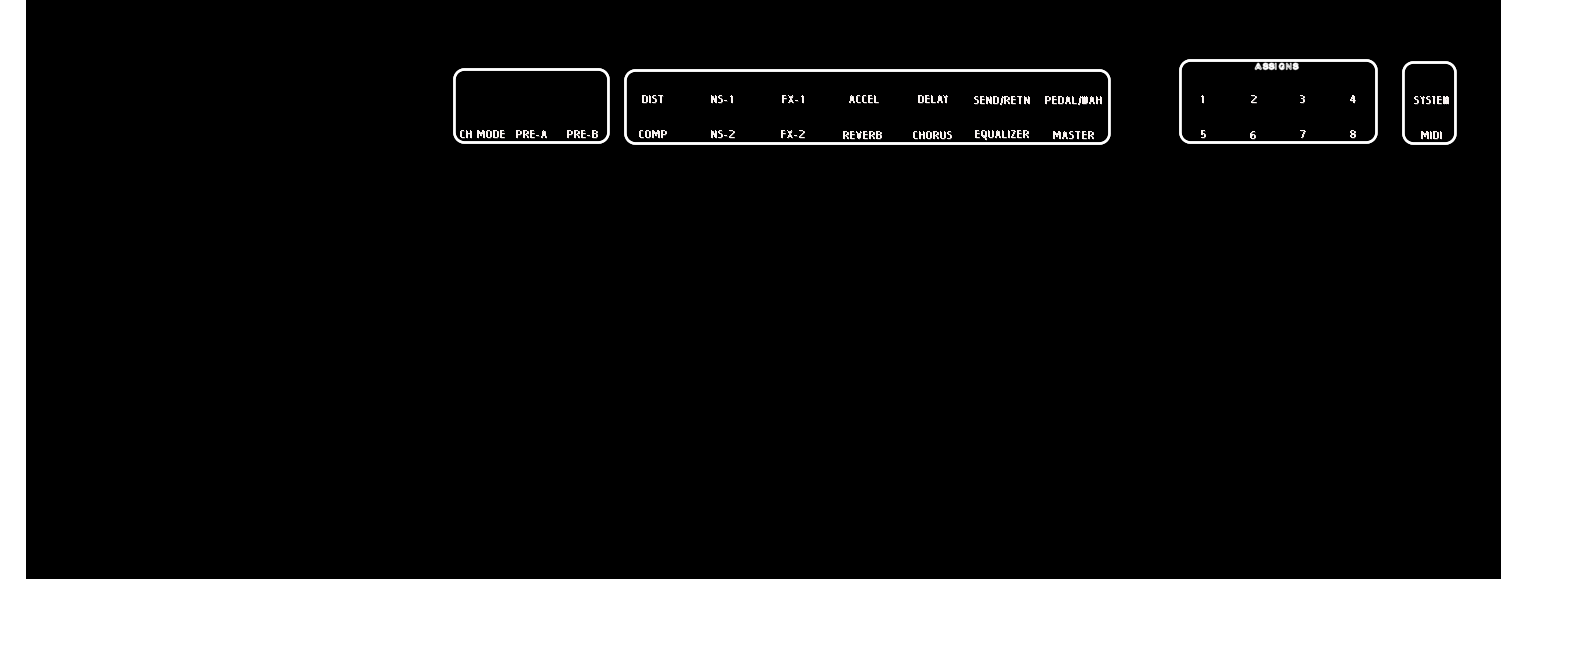 ASSIGNS
DIST NS-1 FX-1 ACCEL DELAY SEND/RETN PEDAL/WAH 1 2 3 4 SYSTEM
CH MODE PRE-A PRE-B COMP NS-2 FX-2 REVERB CHORUS EQUALIZER MASTER 5 6 7 8 MIDI